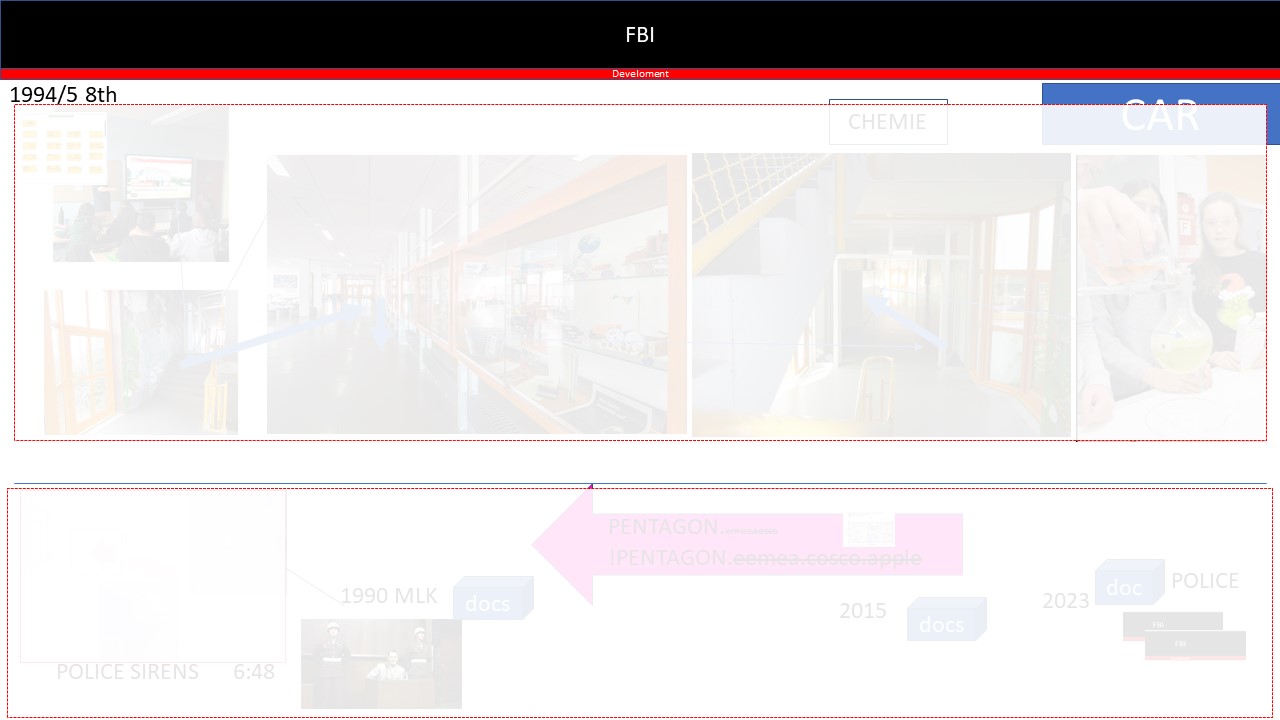 FBI
Develoment
1994/5 8th
CHEMIE
CAR
PENTAGON.
!PENTAGON.eemea.cosco.apple
1990 MLK
docs
2015
docs
2023
doc
POLICE
FBI
FBI
POLICE SIRENS 6:48